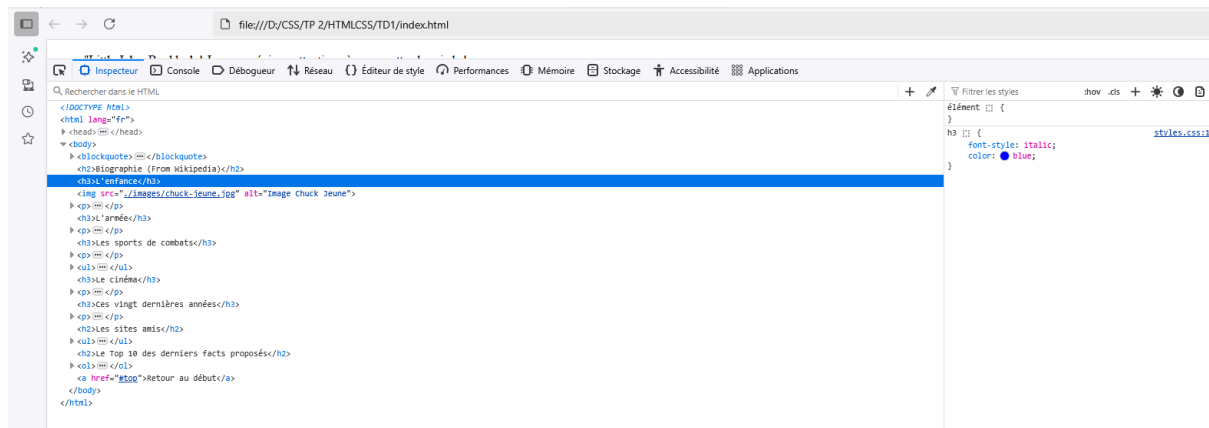 file:///D:/CSS/TP 2/HTMLCSS/TD1/index.html
Inspecteur Console Débogueur Réseau Éditeur de style Performances Mémoire Stockage Accessibilité Applications
Rechercher dans le HTML
Filtrer les styles :hov .cls
<!DOCTYPE html>
<html lang="fr">
<head> </head>
<body>
<blockquote> </blockquote>
<h2>Biographie (From Wikipedia)</h2>
<h3>L'enfance</h3>
<img src="./images/chuck-jeune.jpg" alt="Image Chuck Jeune">
<p> </p>
<h3>L'armée</h3>
<p> </p>
<h3>Les sports de combats</h3>
<p> </p>
<ul> </ul>
<h3>Le cinéma</h3>
<p> </p>
<h3>Ces vingt dernières années</h3>
<p> </p>
<h2>Les sites amis</h2>
<ul> </ul>
<h2>Le Top 10 des derniers facts proposés</h2>
<ol> </ol>
<a href="#top">Retour au début</a>
</body>
</html>
élément {
}
h3 { styles.css:1
font-style: italic;
color: blue;
}